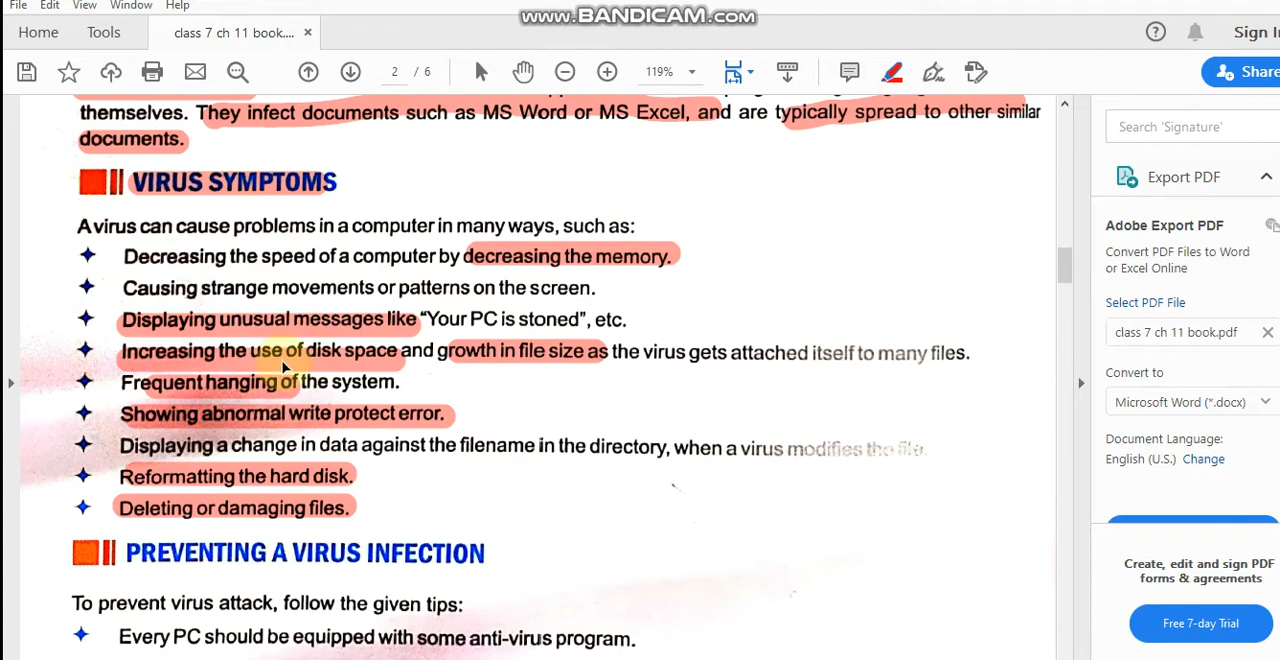 File Edit View Window Help
www.BANDICAM.com
Home Tools class 7 ch 11 book.... × Sign In
2 / 6 119% Share
themselves. They infect documents such as MS Word or MS Excel, and are typically spread to other similar
documents.
VIRUS SYMPTOMS
A virus can cause problems in a computer in many ways, such as:
Decreasing the speed of a computer by decreasing the memory.
Causing strange movements or patterns on the screen.
Displaying unusual messages like "Your PC is stoned", etc.
Increasing the use of disk space and growth in file size as the virus gets attached itself to many files.
Frequent hanging of the system.
Showing abnormal write protect error.
Displaying a change in data against the filename in the directory, when a virus modifies the file.
Reformatting the hard disk.
Deleting or damaging files.
PREVENTING A VIRUS INFECTION
To prevent virus attack, follow the given tips:
Every PC should be equipped with some anti-virus program.
Search 'Signature'
Export PDF
Adobe Export PDF
Convert PDF Files to Word
or Excel Online
Select PDF File
class 7 ch 11 book.pdf ×
Convert to
Microsoft Word (*.docx)
Document Language:
English (U.S.) Change
Create, edit and sign PDF
forms & agreements
Free 7-day Trial